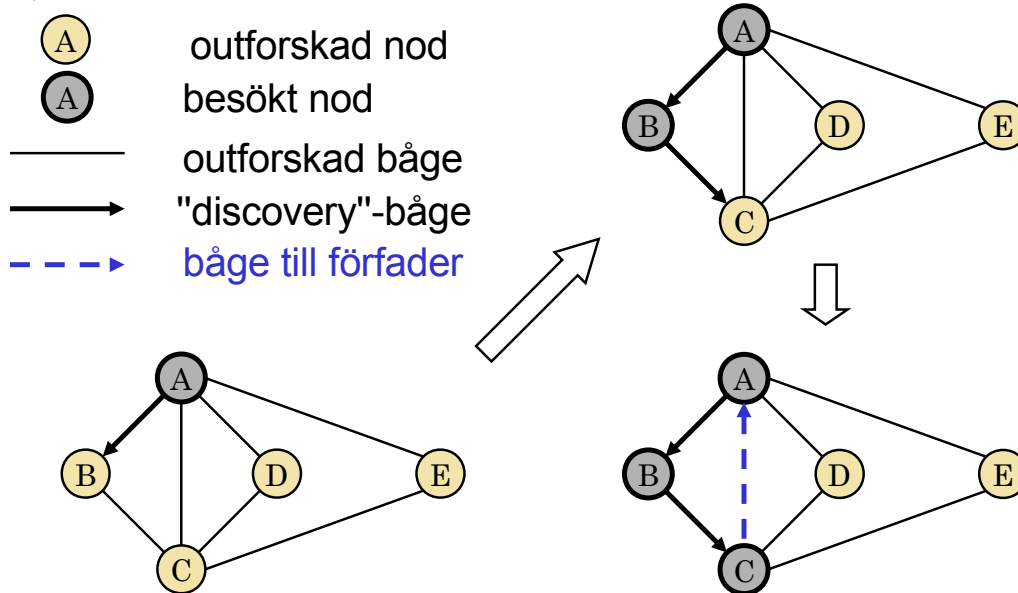 A outforskad nod
A besökt nod
outforskad båge
"discovery"-båge
båge till förfader
A
B
D
E
C
A
B
D
E
C
A
B
D
E
C